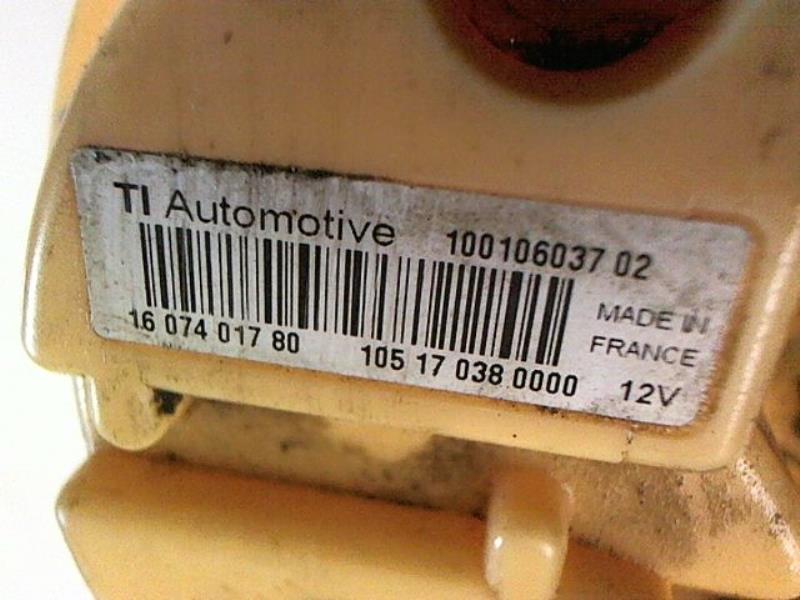 TI Automotive 100106037 02
MADE IN
FRANCE
16 074 017 80 105 17 038 0000 12V